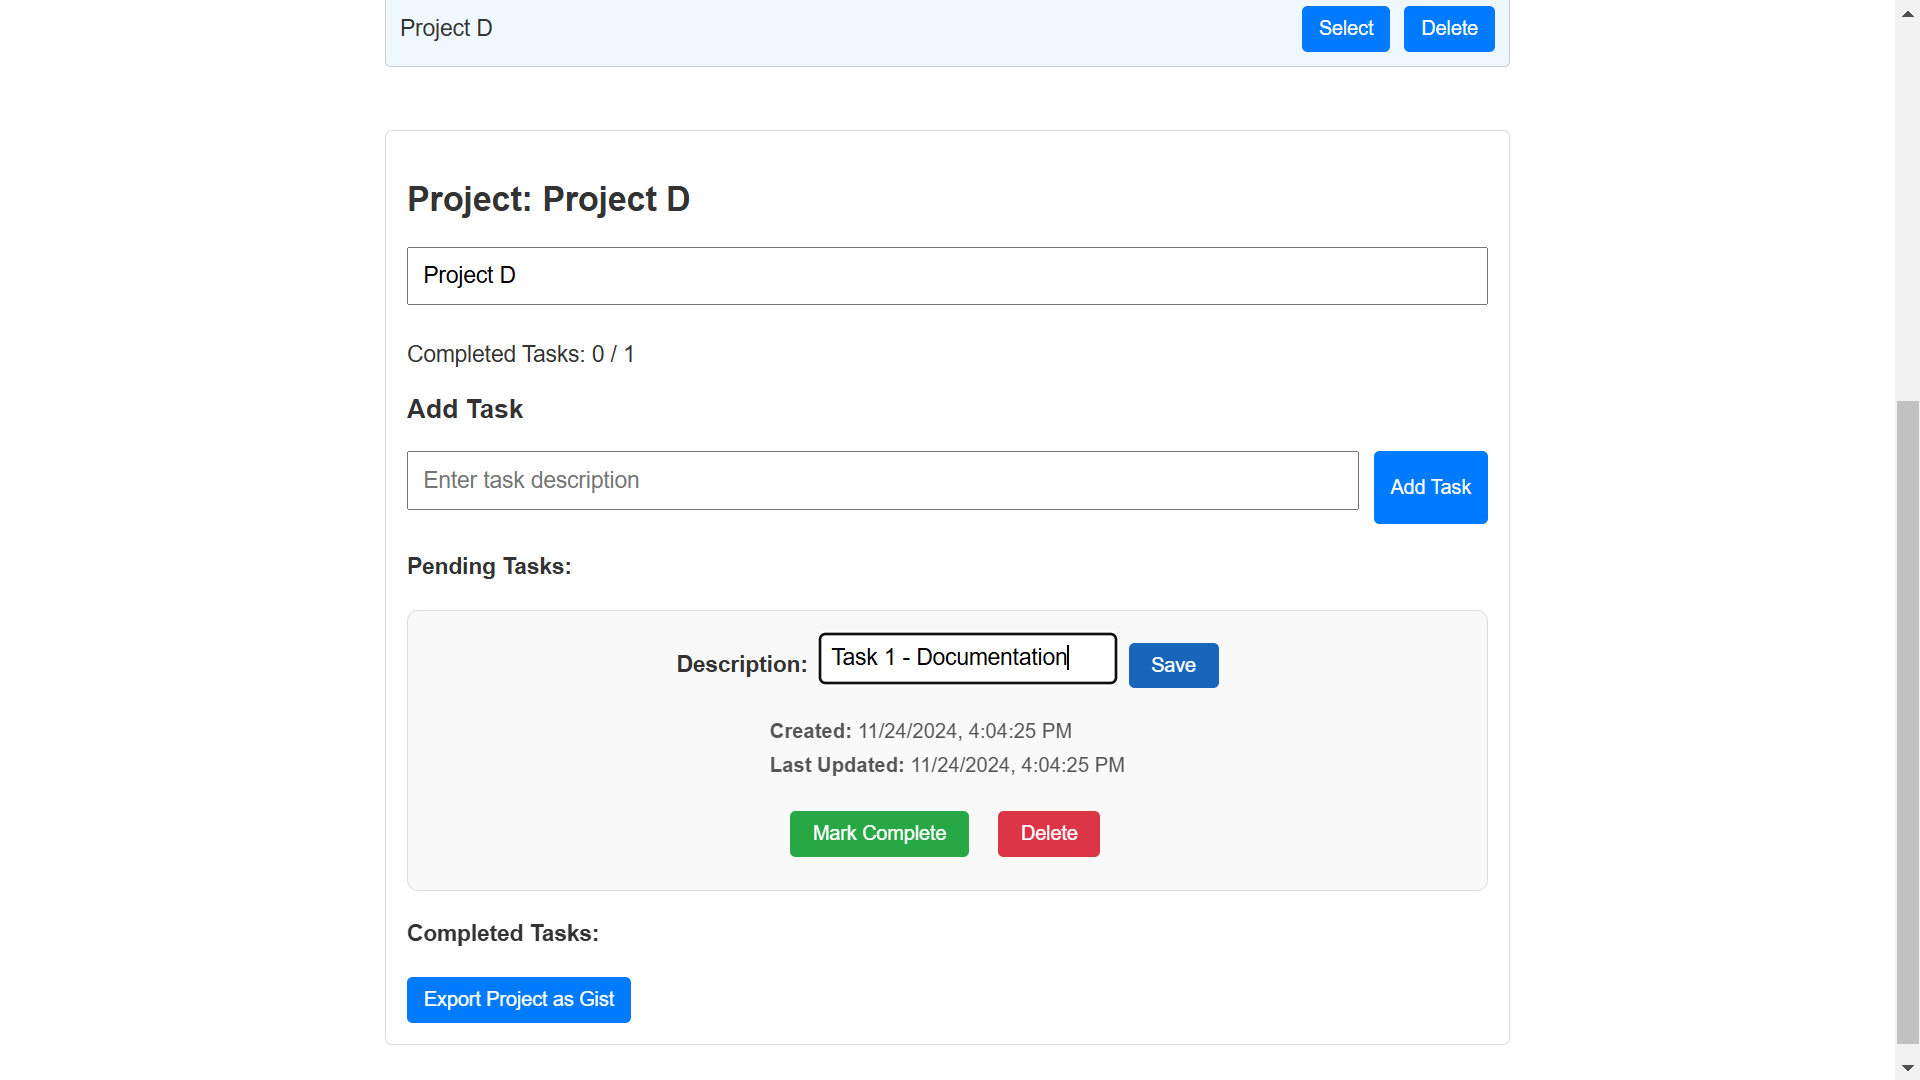 Project D
Select
Delete
Project: Project D
Project D
Completed Tasks: 0 / 1
Add Task
Enter task description
Add Task
Pending Tasks:
Description: Task 1 - Documentation Save
Created: 11/24/2024, 4:04:25 PM
Last Updated: 11/24/2024, 4:04:25 PM
Mark Complete
Delete
Completed Tasks:
Export Project as Gist